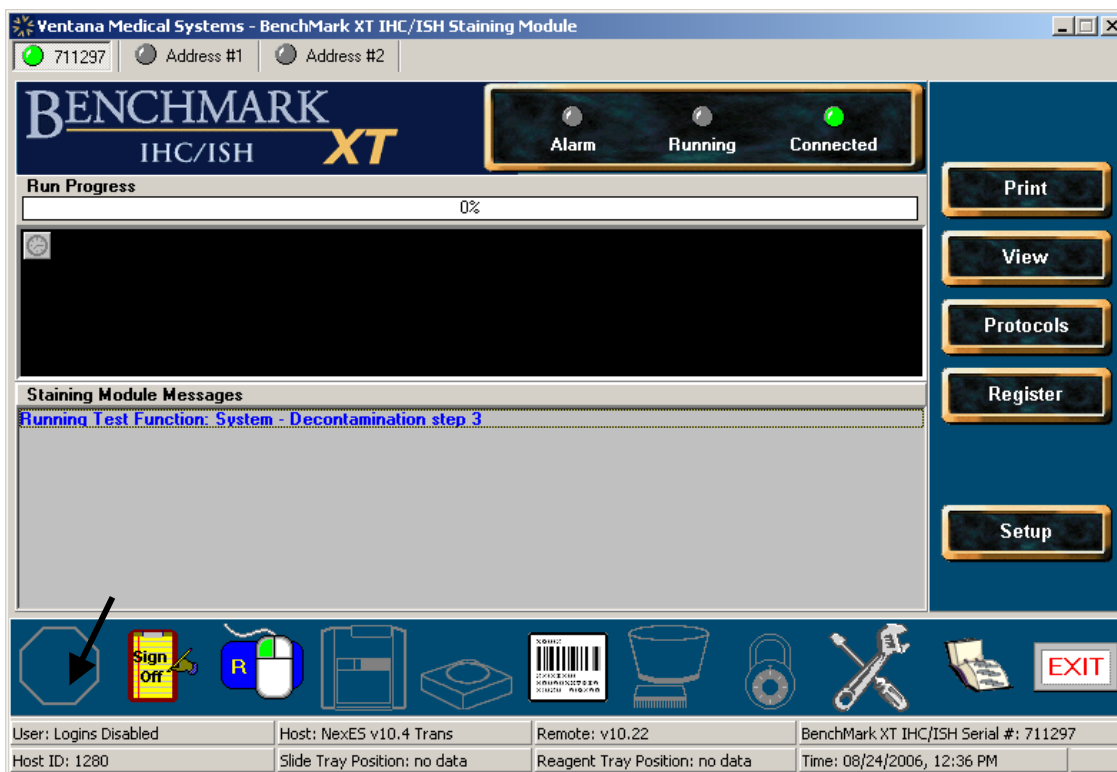 Ventana Medical Systems - BenchMark XT IHC/ISH Staining Module
711297 Address #1 Address #2
BENCHMARK
IHC/ISH XT
Alarm Running Connected
Run Progress
0%
Print
View
Protocols
Register
Setup
Staining Module Messages
Running Test Function: System - Decontamination step 3
Sign
Off
R
EXIT
User: Logins Disabled Host: NexES v10.4 Trans Remote: v10.22 BenchMark XT IHC/ISH Serial #: 711297
Host ID: 1280 Slide Tray Position: no data Reagent Tray Position: no data Time: 08/24/2006, 12:36 PM